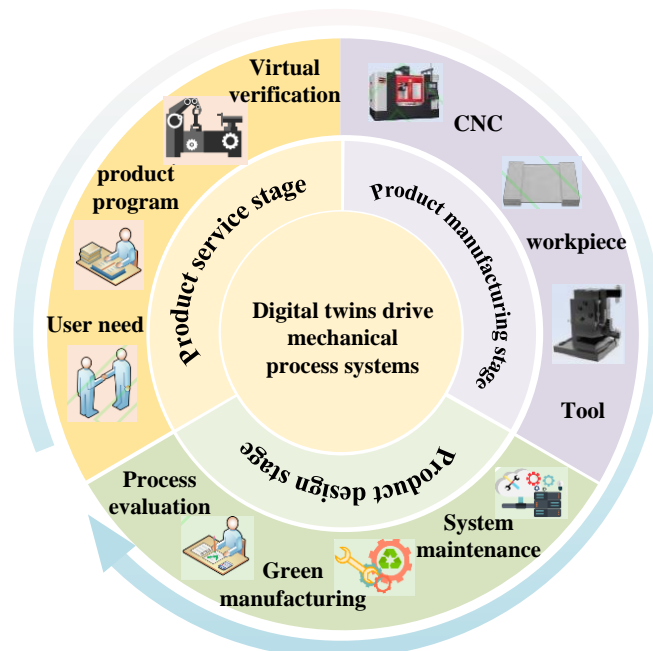 Virtual
verification
CNC
product
program
workpiece
User need
Tool
Product service stage
Product manufacturing stage
Digital twins drive
mechanical
process systems
Product design stage
Process
evaluation
System
maintenance
Green
manufacturing